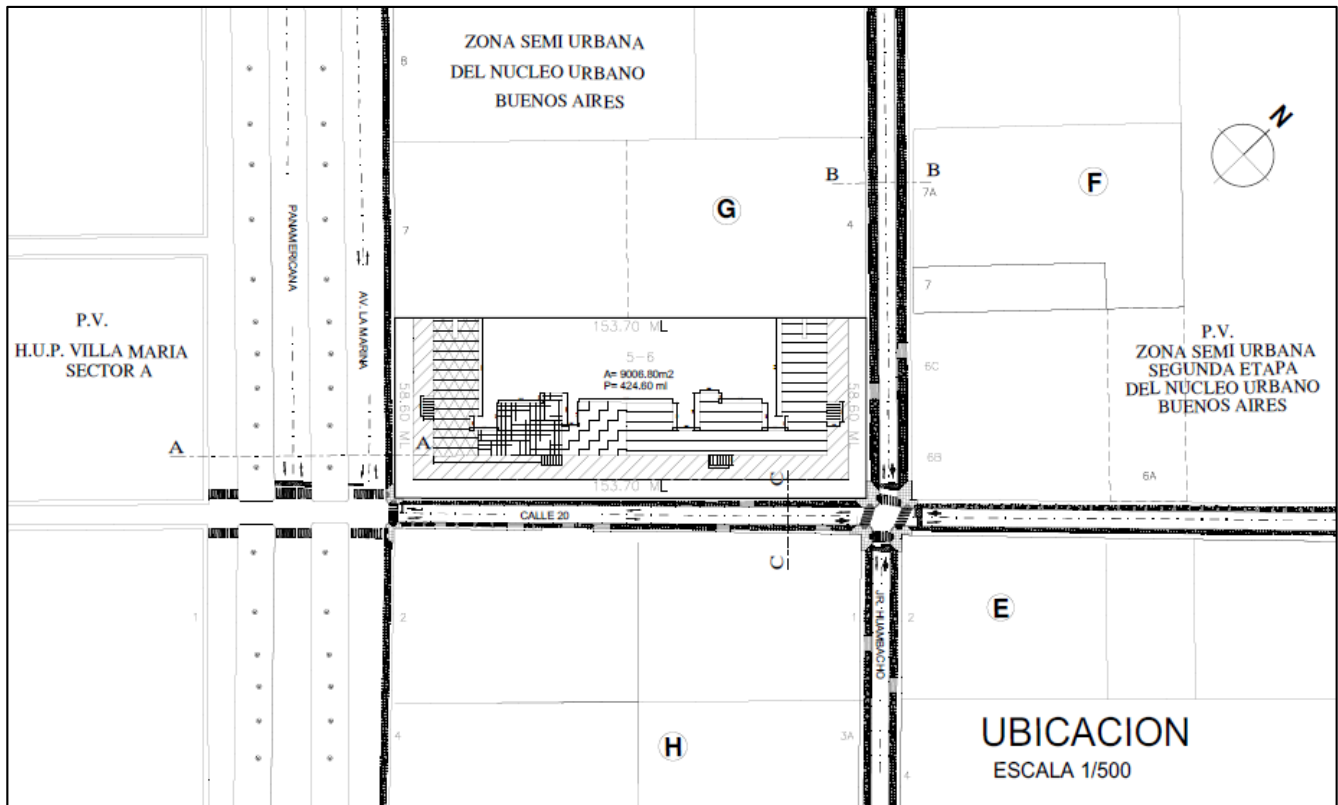 ZONA SEMI URBANA
DEL NUCLEO URBANO
BUENOS AIRES
8
N
B
B
7A
F
G
7
4
PANAMERICANA
AV. LA MARINA
7
P.V.
H.U.P. VILLA MARIA
SECTOR A
153.70 ML
5-6
A= 9006.80m2
P= 424.60 ml
58.60 ML
58.60 ML
6C
P.V.
ZONA SEMI URBANA
SEGUNDA ETAPA
DEL NUCLEO URBANO
BUENOS AIRES
A
A
6B
6A
153.70 ML
C
CALLE 20
C
JR. HUAMBACHO
1
2
1
2
E
4
H
3A
4
UBICACION
ESCALA 1/500